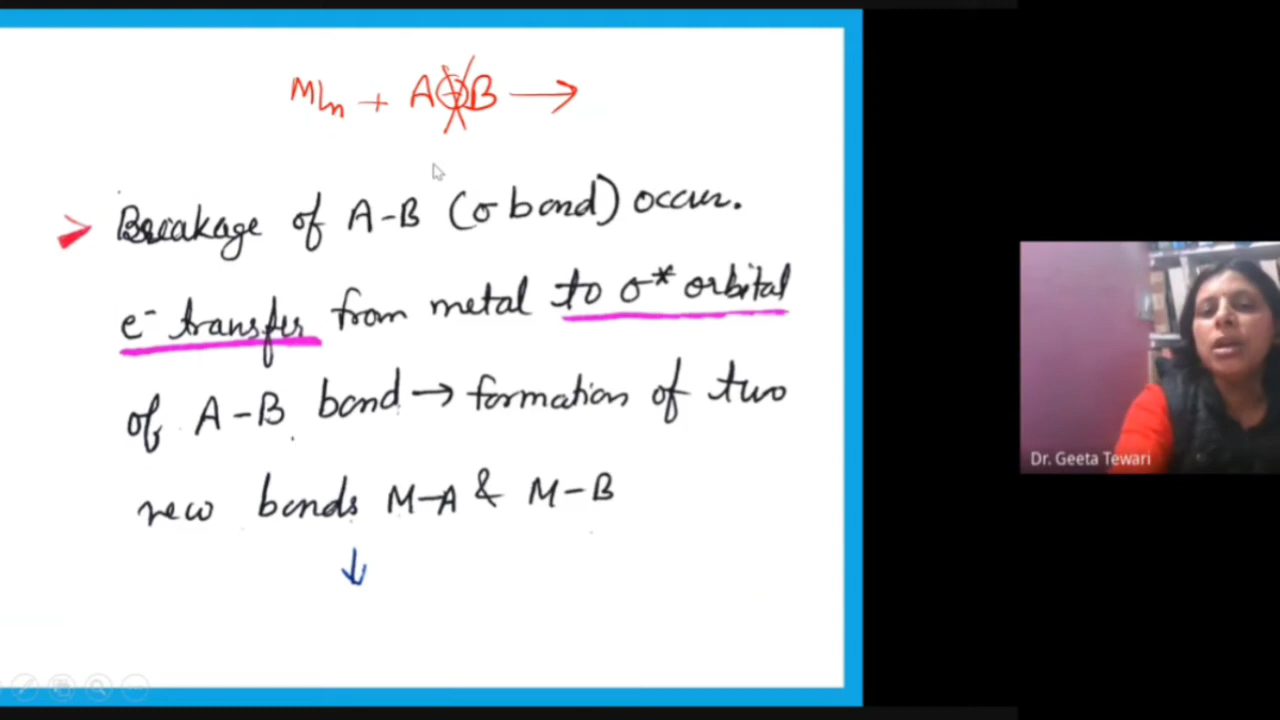 MLn + A-B →
Breakage of A-B (σ bond) occur.
e⁻ transfer from metal to σ* orbital
of A-B bond → formation of two
new bonds M-A & M-B
↓
Dr. Geeta Tewari